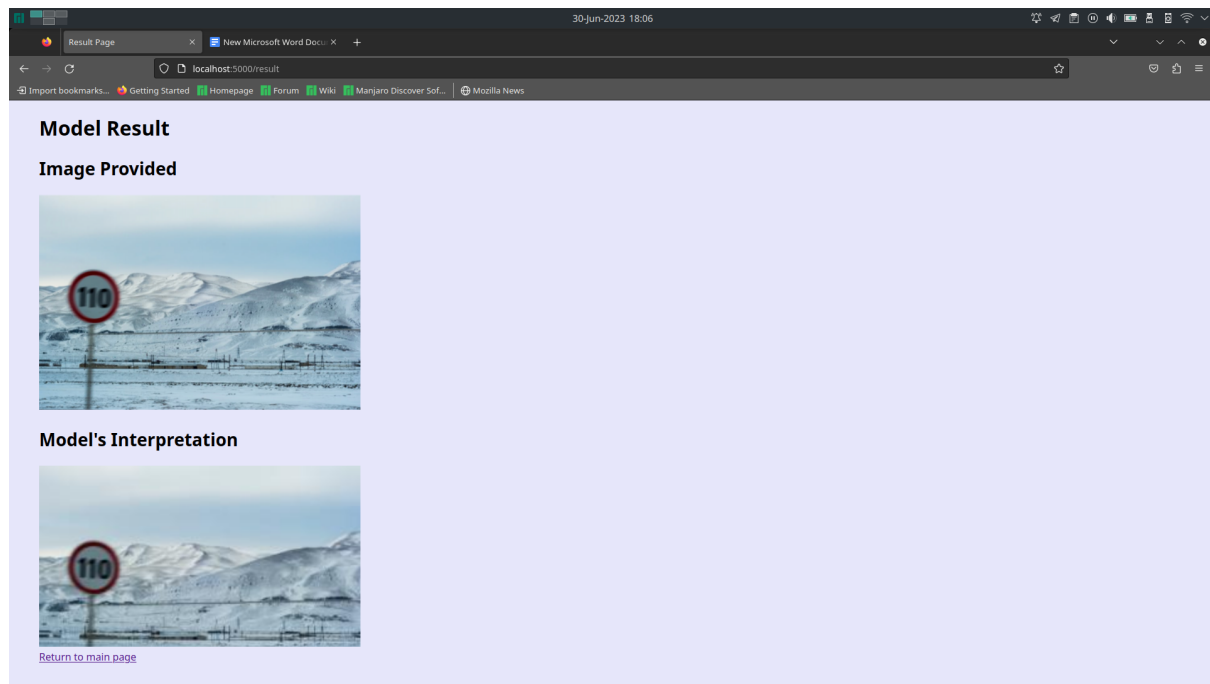 30-Jun-2023 18:06
Result Page
New Microsoft Word Docu
localhost:5000/result
Import bookmarks...
Getting Started
Homepage
Forum
Wiki
Manjaro Discover Sof...
Mozilla News
Model Result
Image Provided
110
Model's Interpretation
110
Return to main page